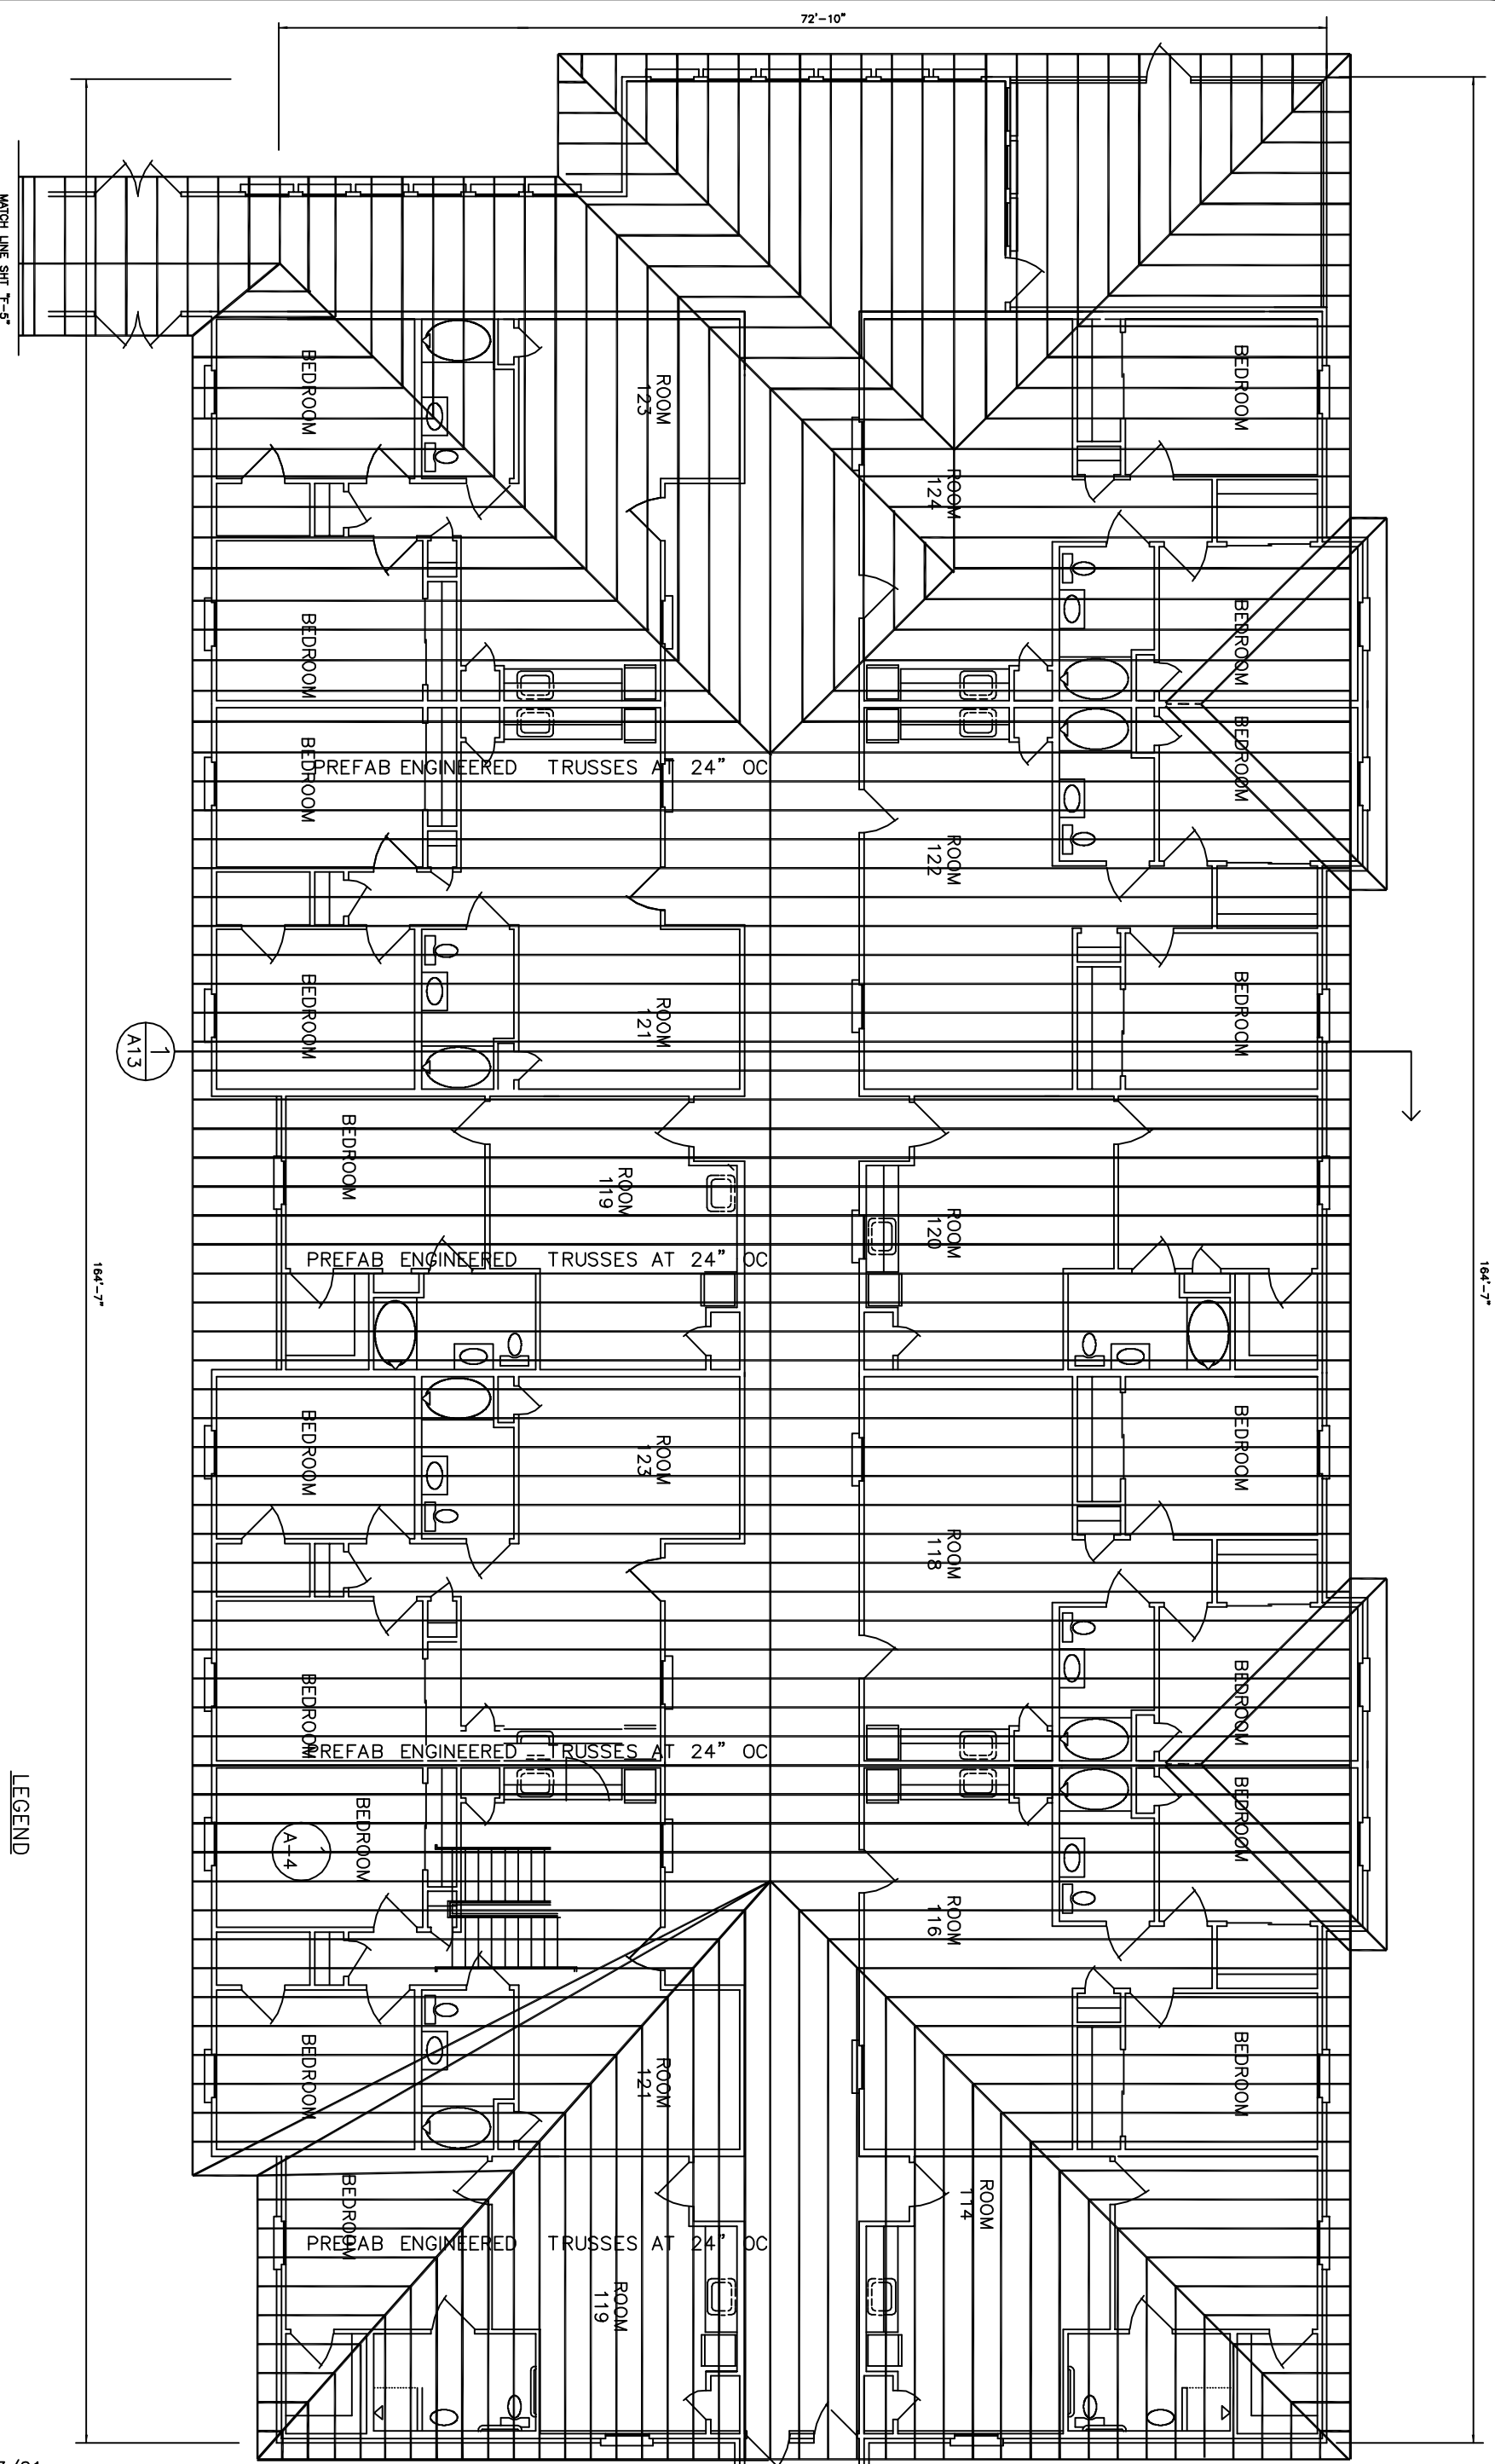 72'-10"
164'-7"
164'-7"
MATCH LINE SHT "F-5"
BEDROOM
ROOM
123
BEDROOM
ROOM
124
BEDROOM
BEDROOM
BEDROOM
BEDROOM
PREFAB ENGINEERED TRUSSES AT 24" OC
ROOM
122
BEDROOM
ROOM
121
BEDROOM
1
A13
BEDROOM
ROOM
119
ROOM
120
PREFAB ENGINEERED TRUSSES AT 24" OC
BEDROOM
ROOM
123
BEDROOM
ROOM
118
BEDROOM
BEDROOM
PREFAB ENGINEERED TRUSSES AT 24" OC
BEDROOM
BEDROOM
A-4
ROOM
116
BEDROOM
ROOM
121
BEDROOM
BEDROOM
ROOM
114
PREFAB ENGINEERED TRUSSES AT 24" OC
ROOM
119
LEGEND